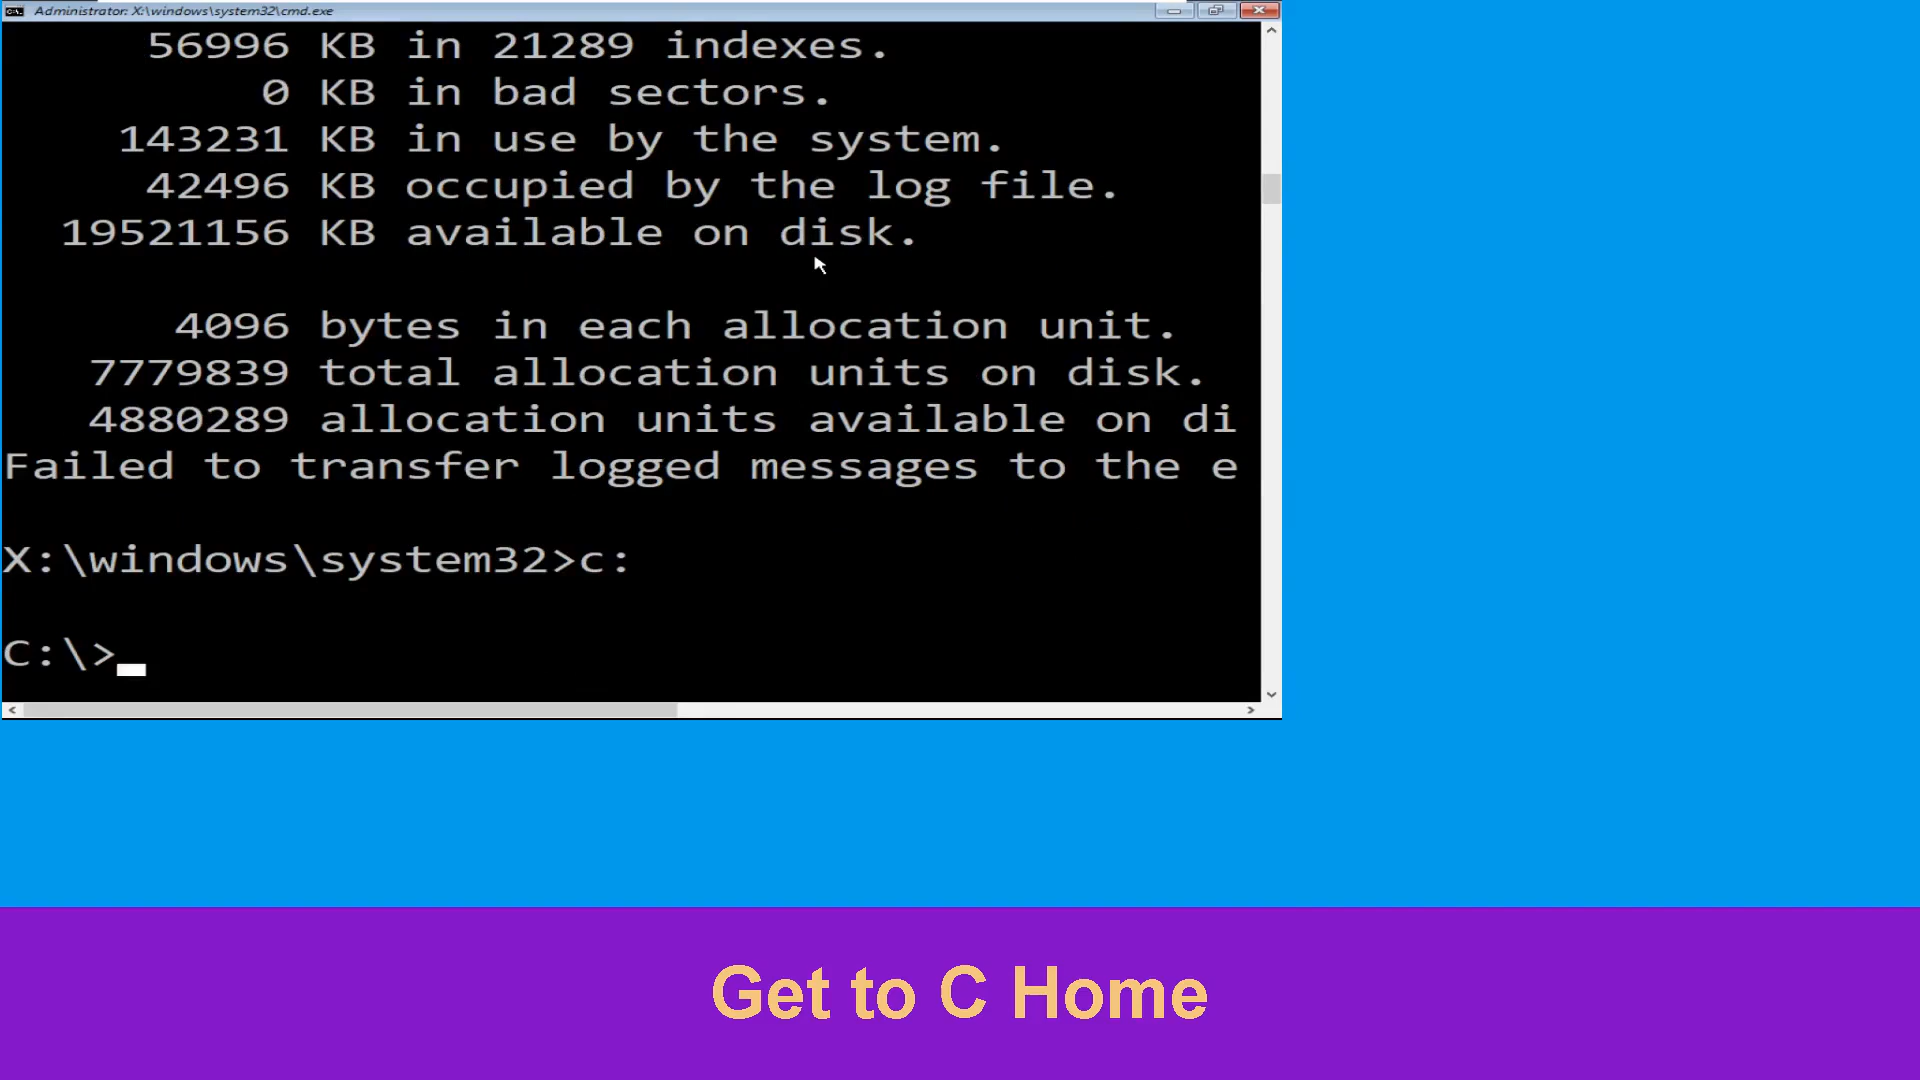 Administrator: X:\windows\system32\cmd.exe
56996 KB in 21289 indexes.
0 KB in bad sectors.
143231 KB in use by the system.
42496 KB occupied by the log file.
19521156 KB available on disk.
4096 bytes in each allocation unit.
7779839 total allocation units on disk.
4880289 allocation units available on di
Failed to transfer logged messages to the e
X:\windows\system32>c:
C:\>
Get to C Home